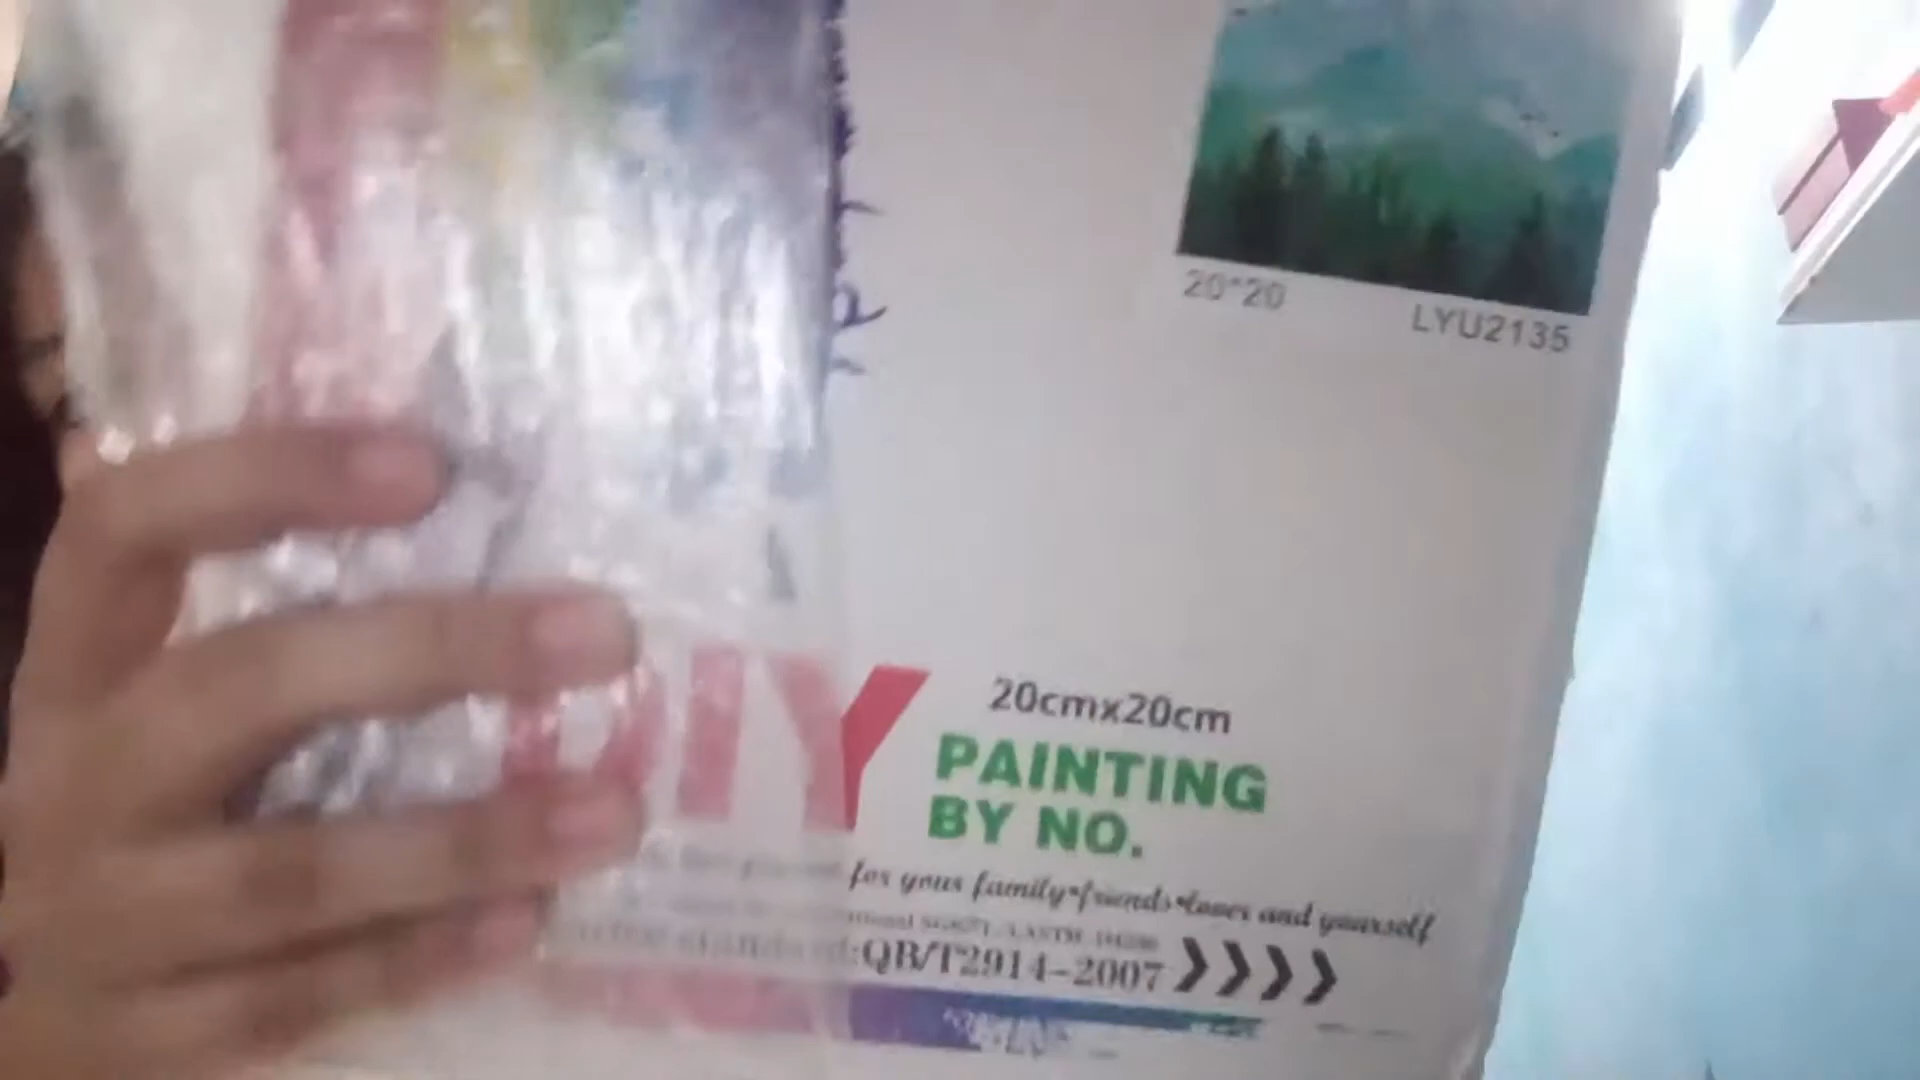 20*20
LYU2135
DIY
20cmx20cm
PAINTING
BY NO.
for your family•friends•lover and yourself
:QB/T2914-2007